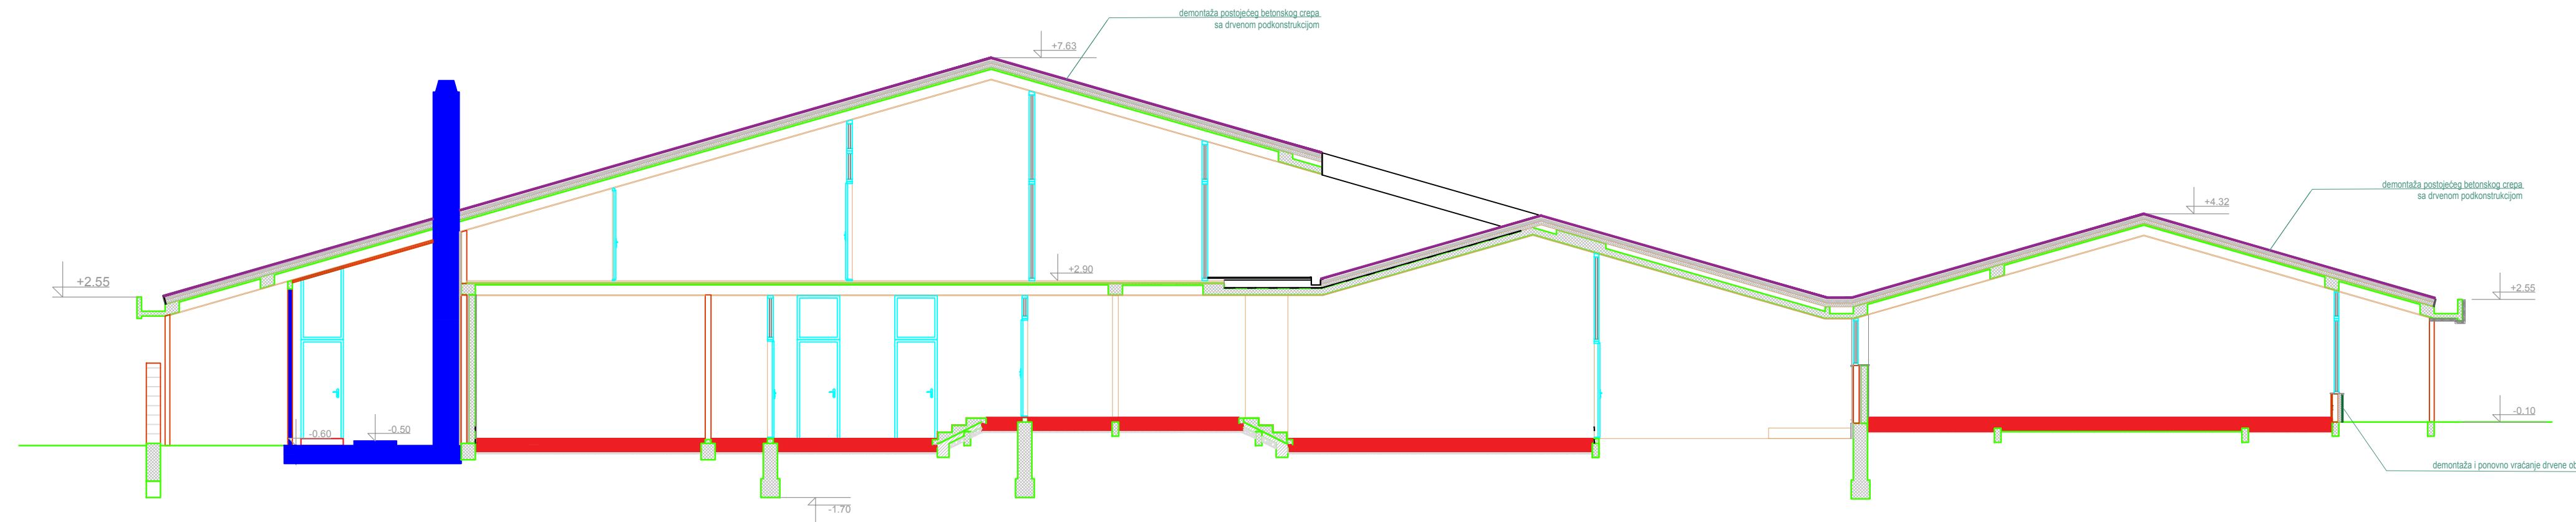 demontaža postojećeg betonskog crepa
sa drvenom podkonstrukcijom
+7.63
demontaža postojećeg betonskog crepa
sa drvenom podkonstrukcijom
+4.32
+2.55
+2.90
+2.55
-0.60
-0.50
-0.10
demontaža i ponovno vraćanje drvene ob
-1.70